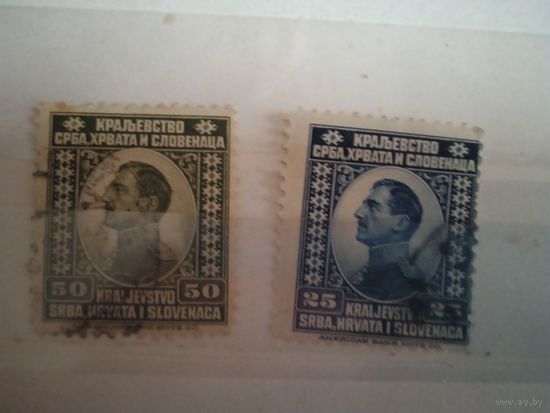 КРАЉЕВСТВО
СРБА, ХРВАТА И СЛОВЕНАЦА
50 50
KRALJEVSTVO
SRBA, HRVATA I SLOVENACA
КРАЉЕВСТВО
СРБА, ХРВАТА И СЛОВЕНАЦА
25 25
KRALJEVSTVO
SRBA, HRVATA I SLOVENACA
AMERICAN BANK NOTE CO.
www.ay.by